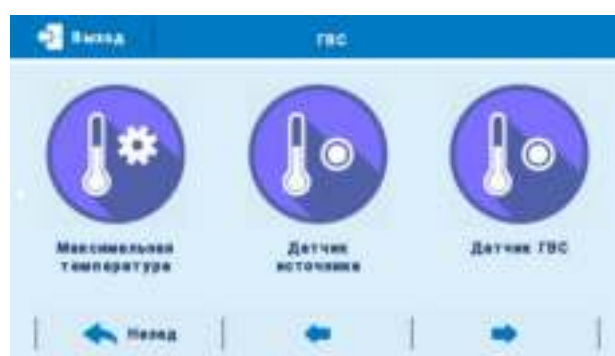 Выход
ГВС
Максимальная
температура
Датчик
источника
Датчик ГВС
Назад